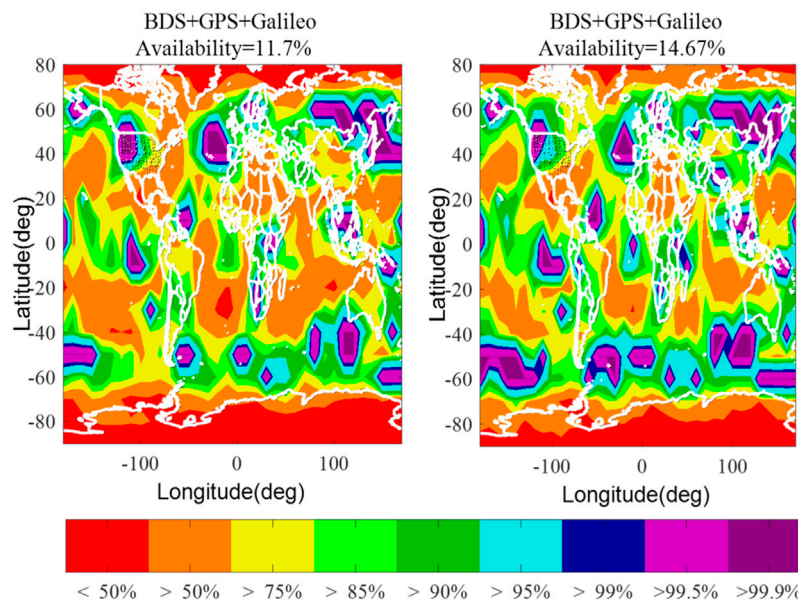 BDS+GPS+Galileo
Availability=11.7%
80
60
40
20
0
-20
-40
-60
-80
Latitude(deg)
-100 0 100
Longitude(deg)
BDS+GPS+Galileo
Availability=14.67%
80
60
40
20
0
-20
-40
-60
-80
Latitude(deg)
-100 0 100
Longitude(deg)
< 50% > 50% > 75% > 85% > 90% > 95% > 99% >99.5% >99.9%